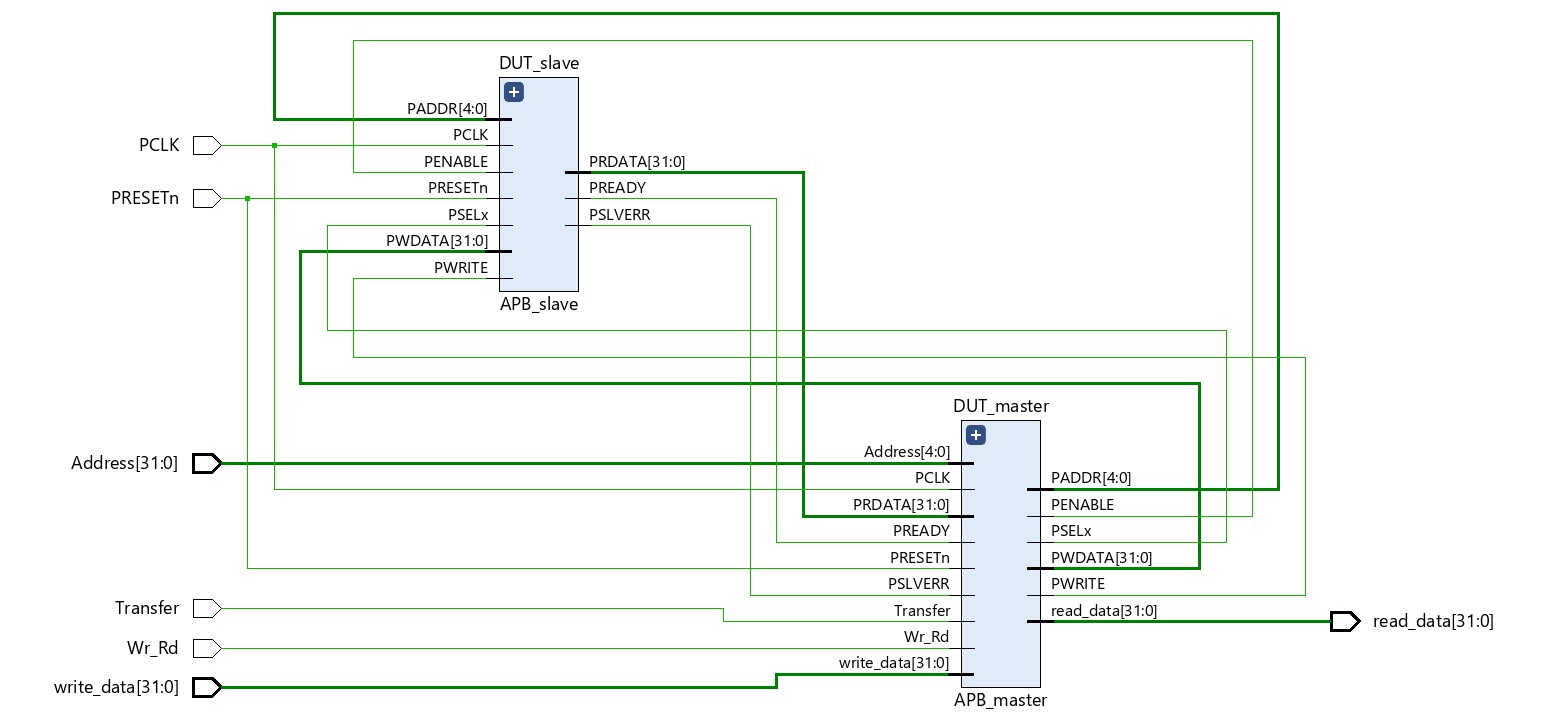 DUT_slave
PADDR[4:0]
PCLK
PCLK
PENABLE
PRDATA[31:0]
PRESETn
PRESETn
PREADY
PSELx
PSLVERR
PWDATA[31:0]
PWRITE
APB_slave
DUT_master
Address[31:0]
Address[4:0]
PCLK
PADDR[4:0]
PRDATA[31:0]
PENABLE
PREADY
PSELx
PRESETn
PWDATA[31:0]
PSLVERR
PWRITE
Transfer
Transfer
read_data[31:0]
read_data[31:0]
Wr_Rd
Wr_Rd
write_data[31:0]
write_data[31:0]
APB_master